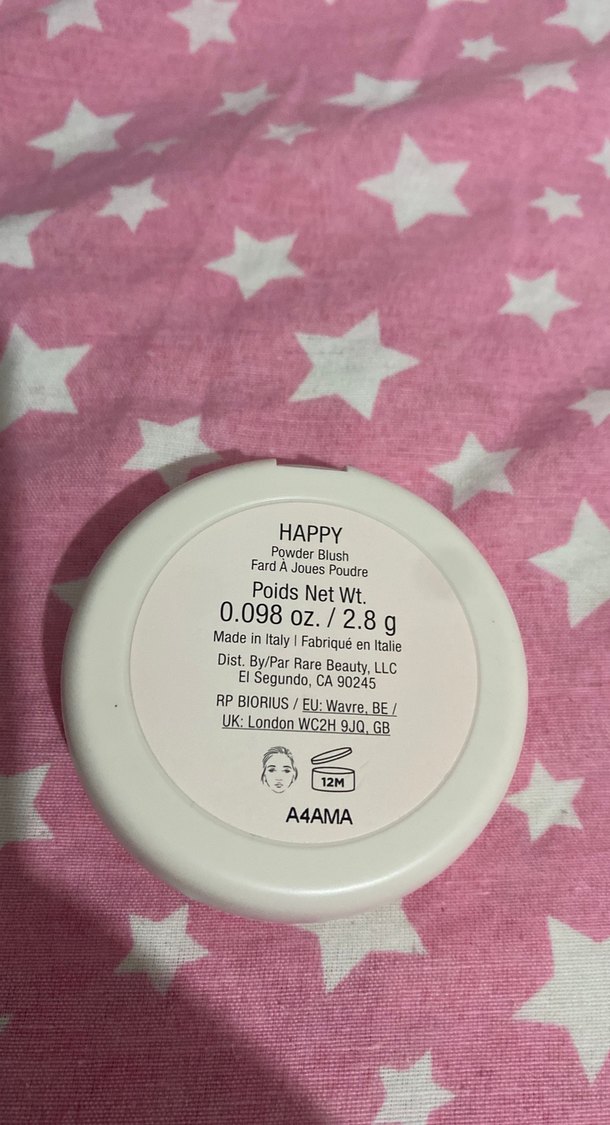 HAPPY
Powder Blush
Fard À Joues Poudre
Poids Net Wt.
0.098 oz. / 2.8 g
Made in Italy | Fabriqué en Italie
Dist. By/Par Rare Beauty, LLC
El Segundo, CA 90245
RP BIORIUS / EU: Wavre, BE /
UK: London WC2H 9JQ, GB
12M
A4AMA